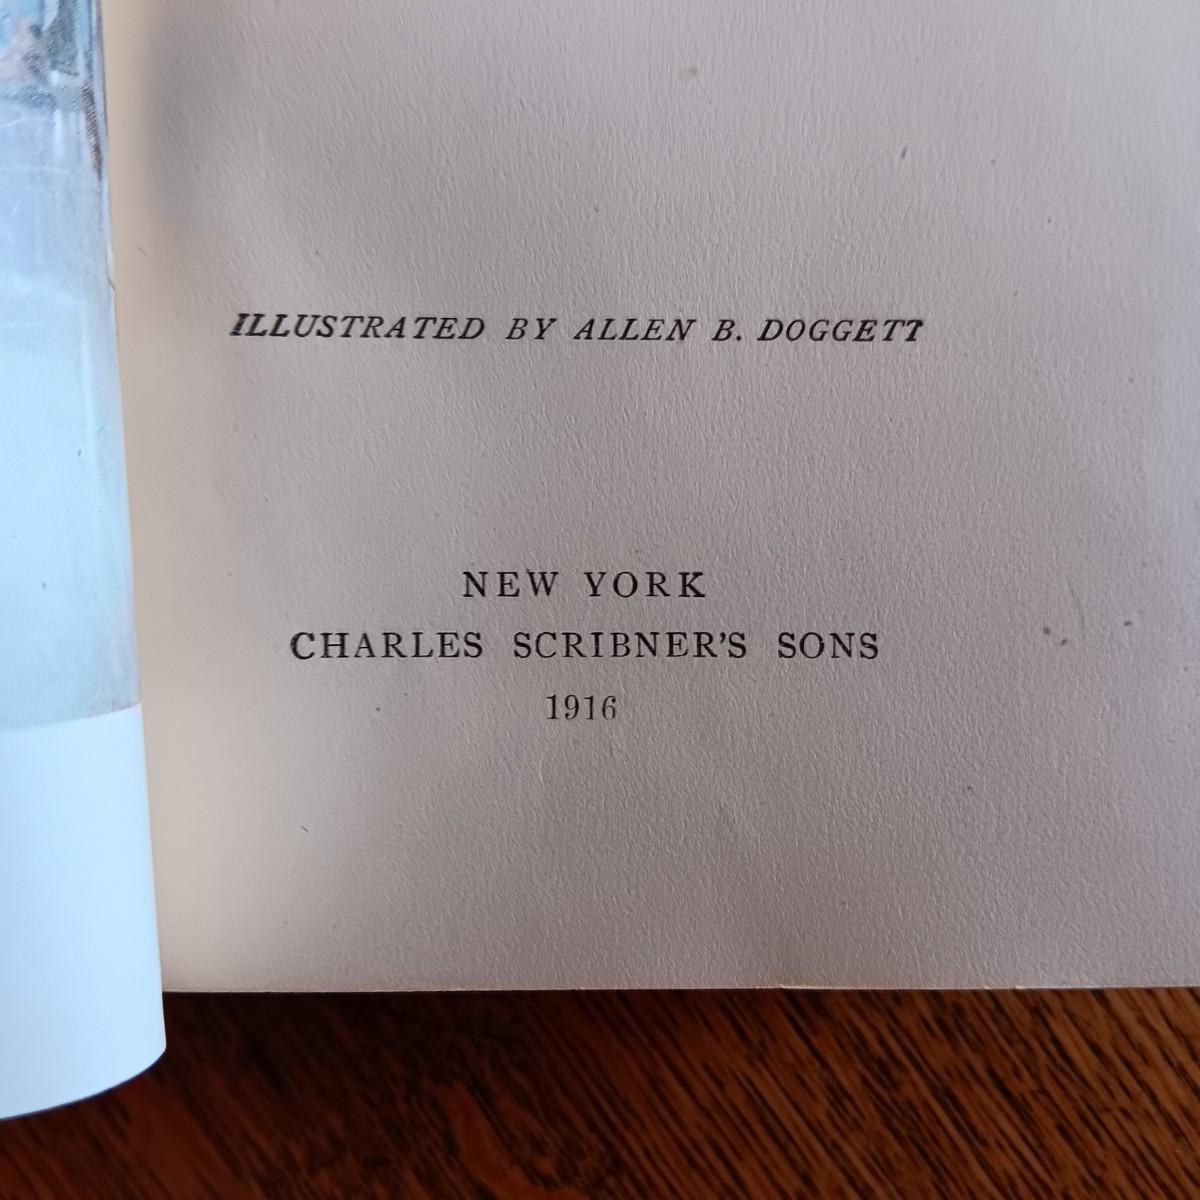 ILLUSTRATED BY ALLEN B. DOGGETT
NEW YORK
CHARLES SCRIBNER'S SONS
1916